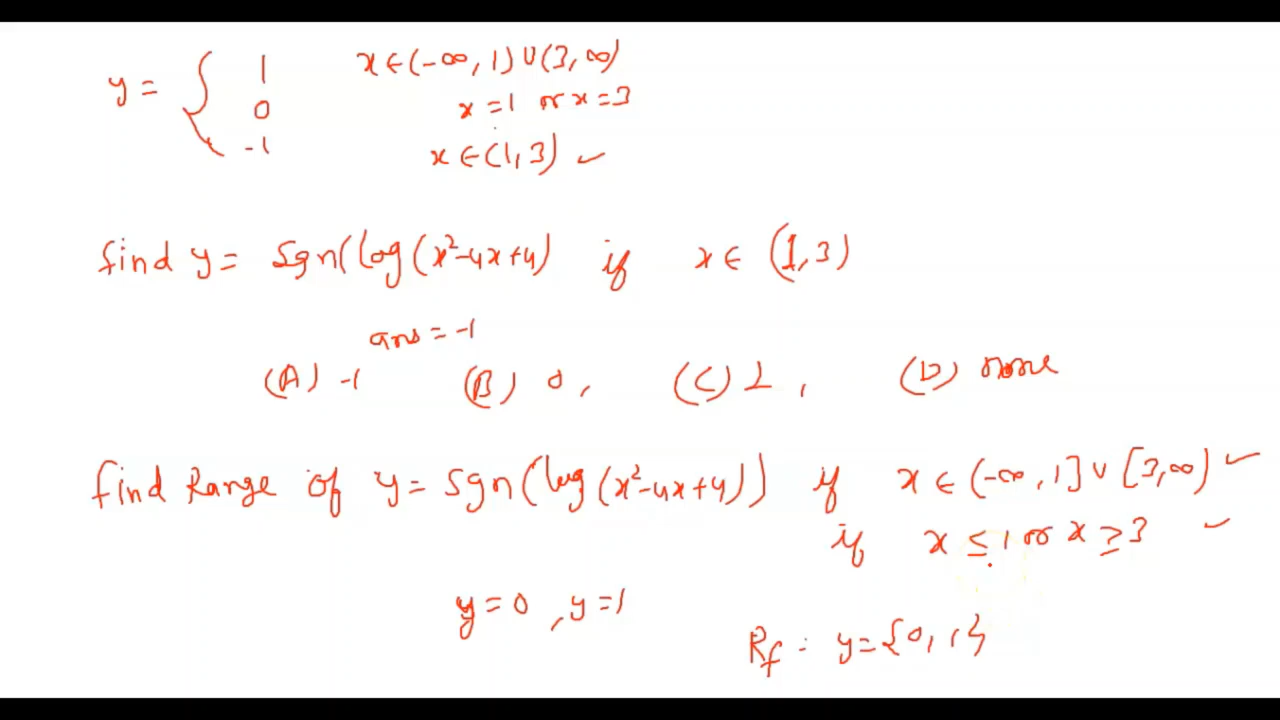 y = { 1 x ∈ (-∞, 1) ∪ (3, ∞)
0 x = 1 or x = 3
-1 x ∈ (1, 3) ✓
find y = Sgn(log(x²-4x+4) if x ∈ (1, 3)
ans = -1
(A) -1 (B) 0, (C) 1, (D) none
find Range of y = Sgn(log(x²-4x+4)) if x ∈ (-∞, 1] ∪ [3, ∞) ✓
if x ≤ 1 or x ≥ 3 ✓
y = 0, y = 1
Rf = y = {0, 1}